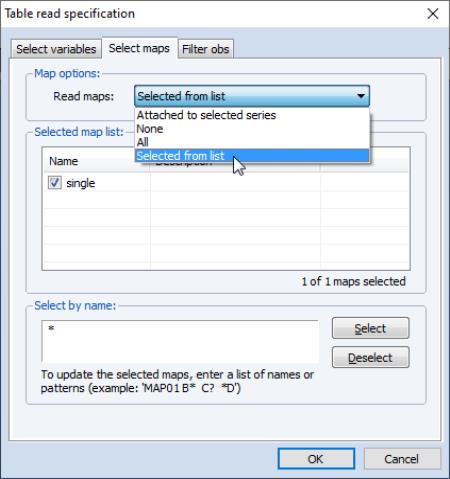 Table read specification
Select variables Select maps Filter obs
Map options:
Read maps: Selected from list
Attached to selected series
None
All
Selected from list
Selected map list:
Name Description
single
1 of 1 maps selected
Select by name:
*
Select
Deselect
To update the selected maps, enter a list of names or
patterns (example: 'MAP01 B* C? *D')
OK Cancel